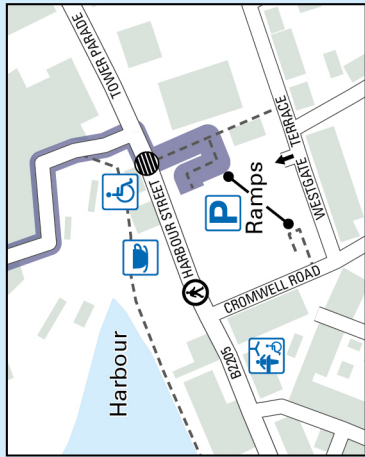 TOWER PARADE
HARBOUR STREET
P
Ramps
WESTGATE TERRACE
CROMWELL ROAD
B2205
Harbour